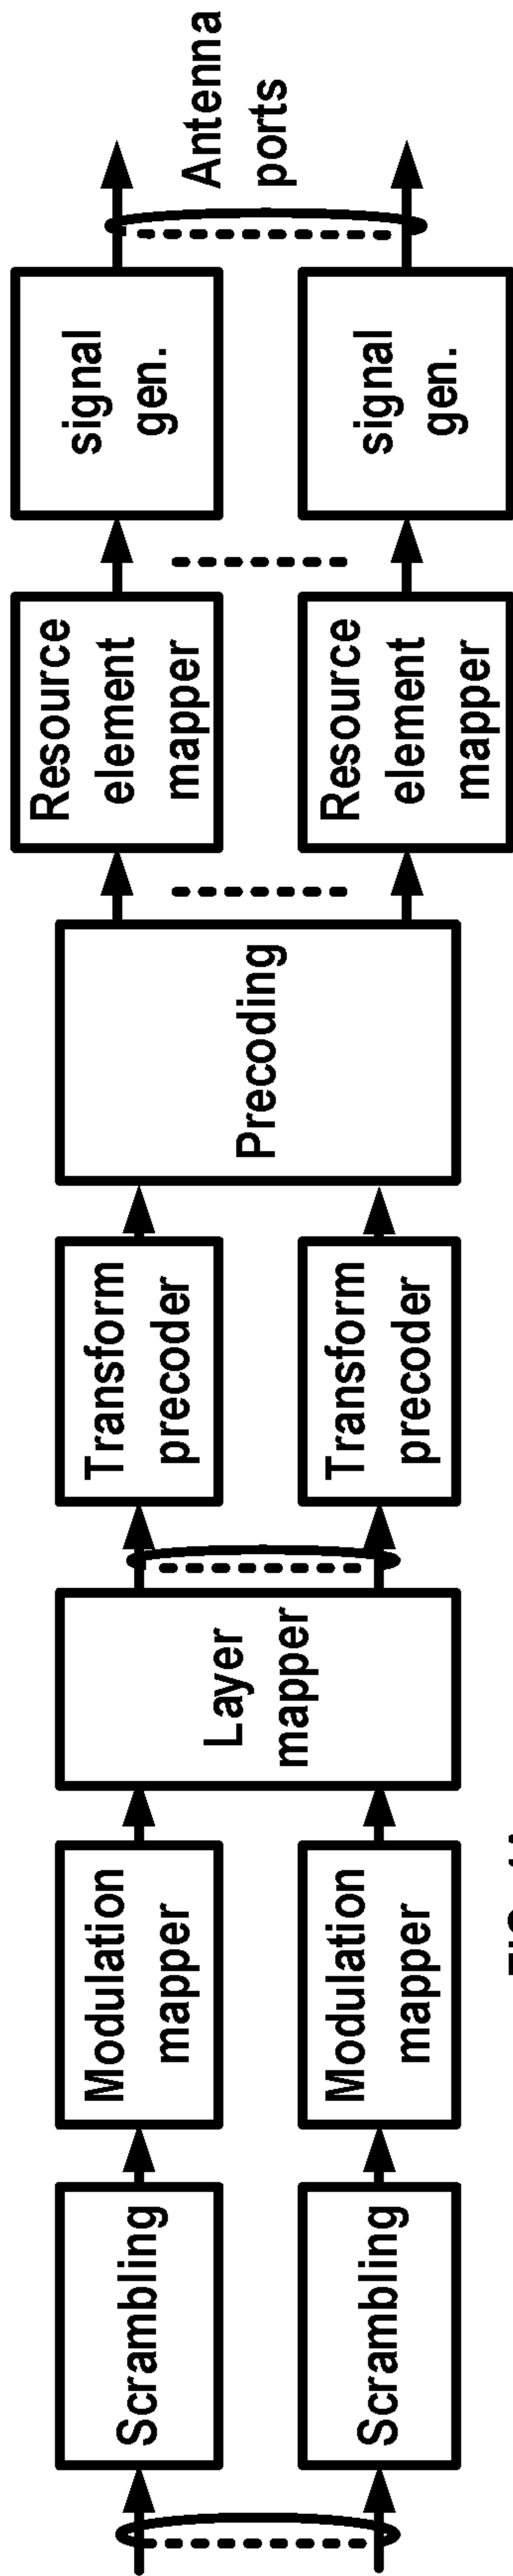 Scrambling
Scrambling
Modulation
mapper
Modulation
mapper
Layer
mapper
Transform
precoder
Transform
precoder
Precoding
Resource
element
mapper
Resource
element
mapper
signal
gen.
signal
gen.
Antenna
ports